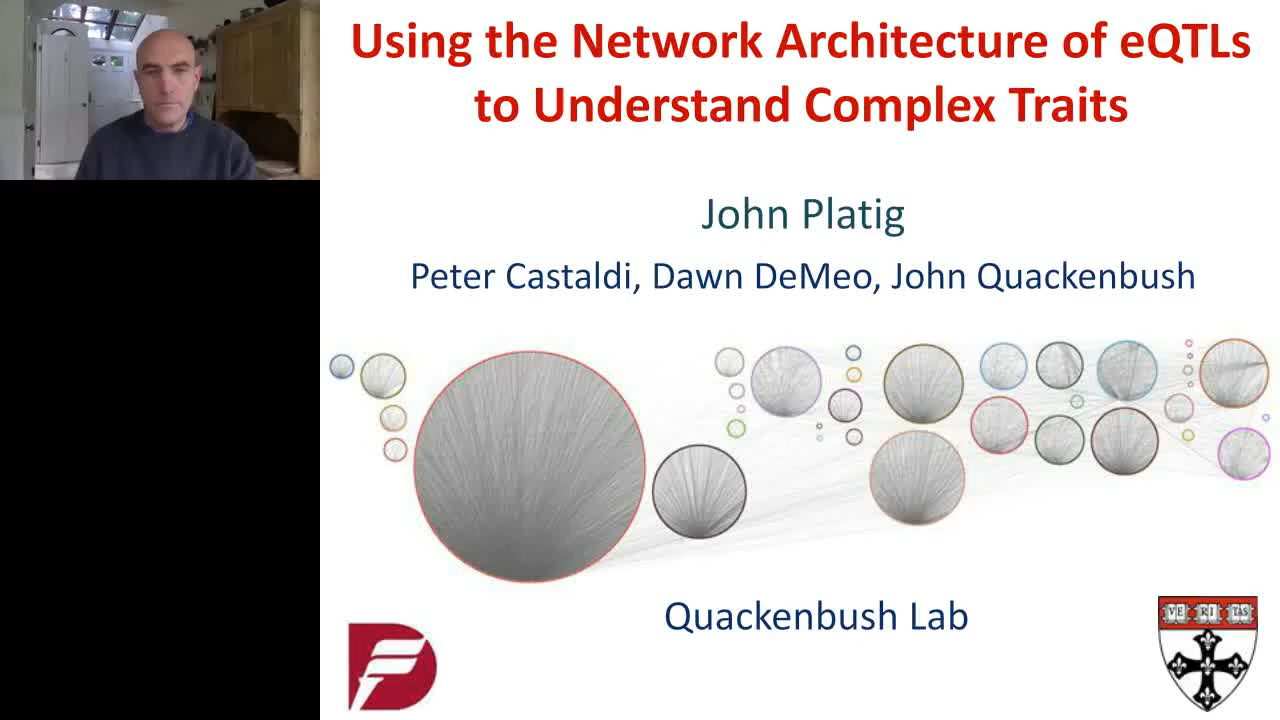 Using the Network Architecture of eQTLs
to Understand Complex Traits
John Platig
Peter Castaldi, Dawn DeMeo, John Quackenbush
Quackenbush Lab
VE RI TAS